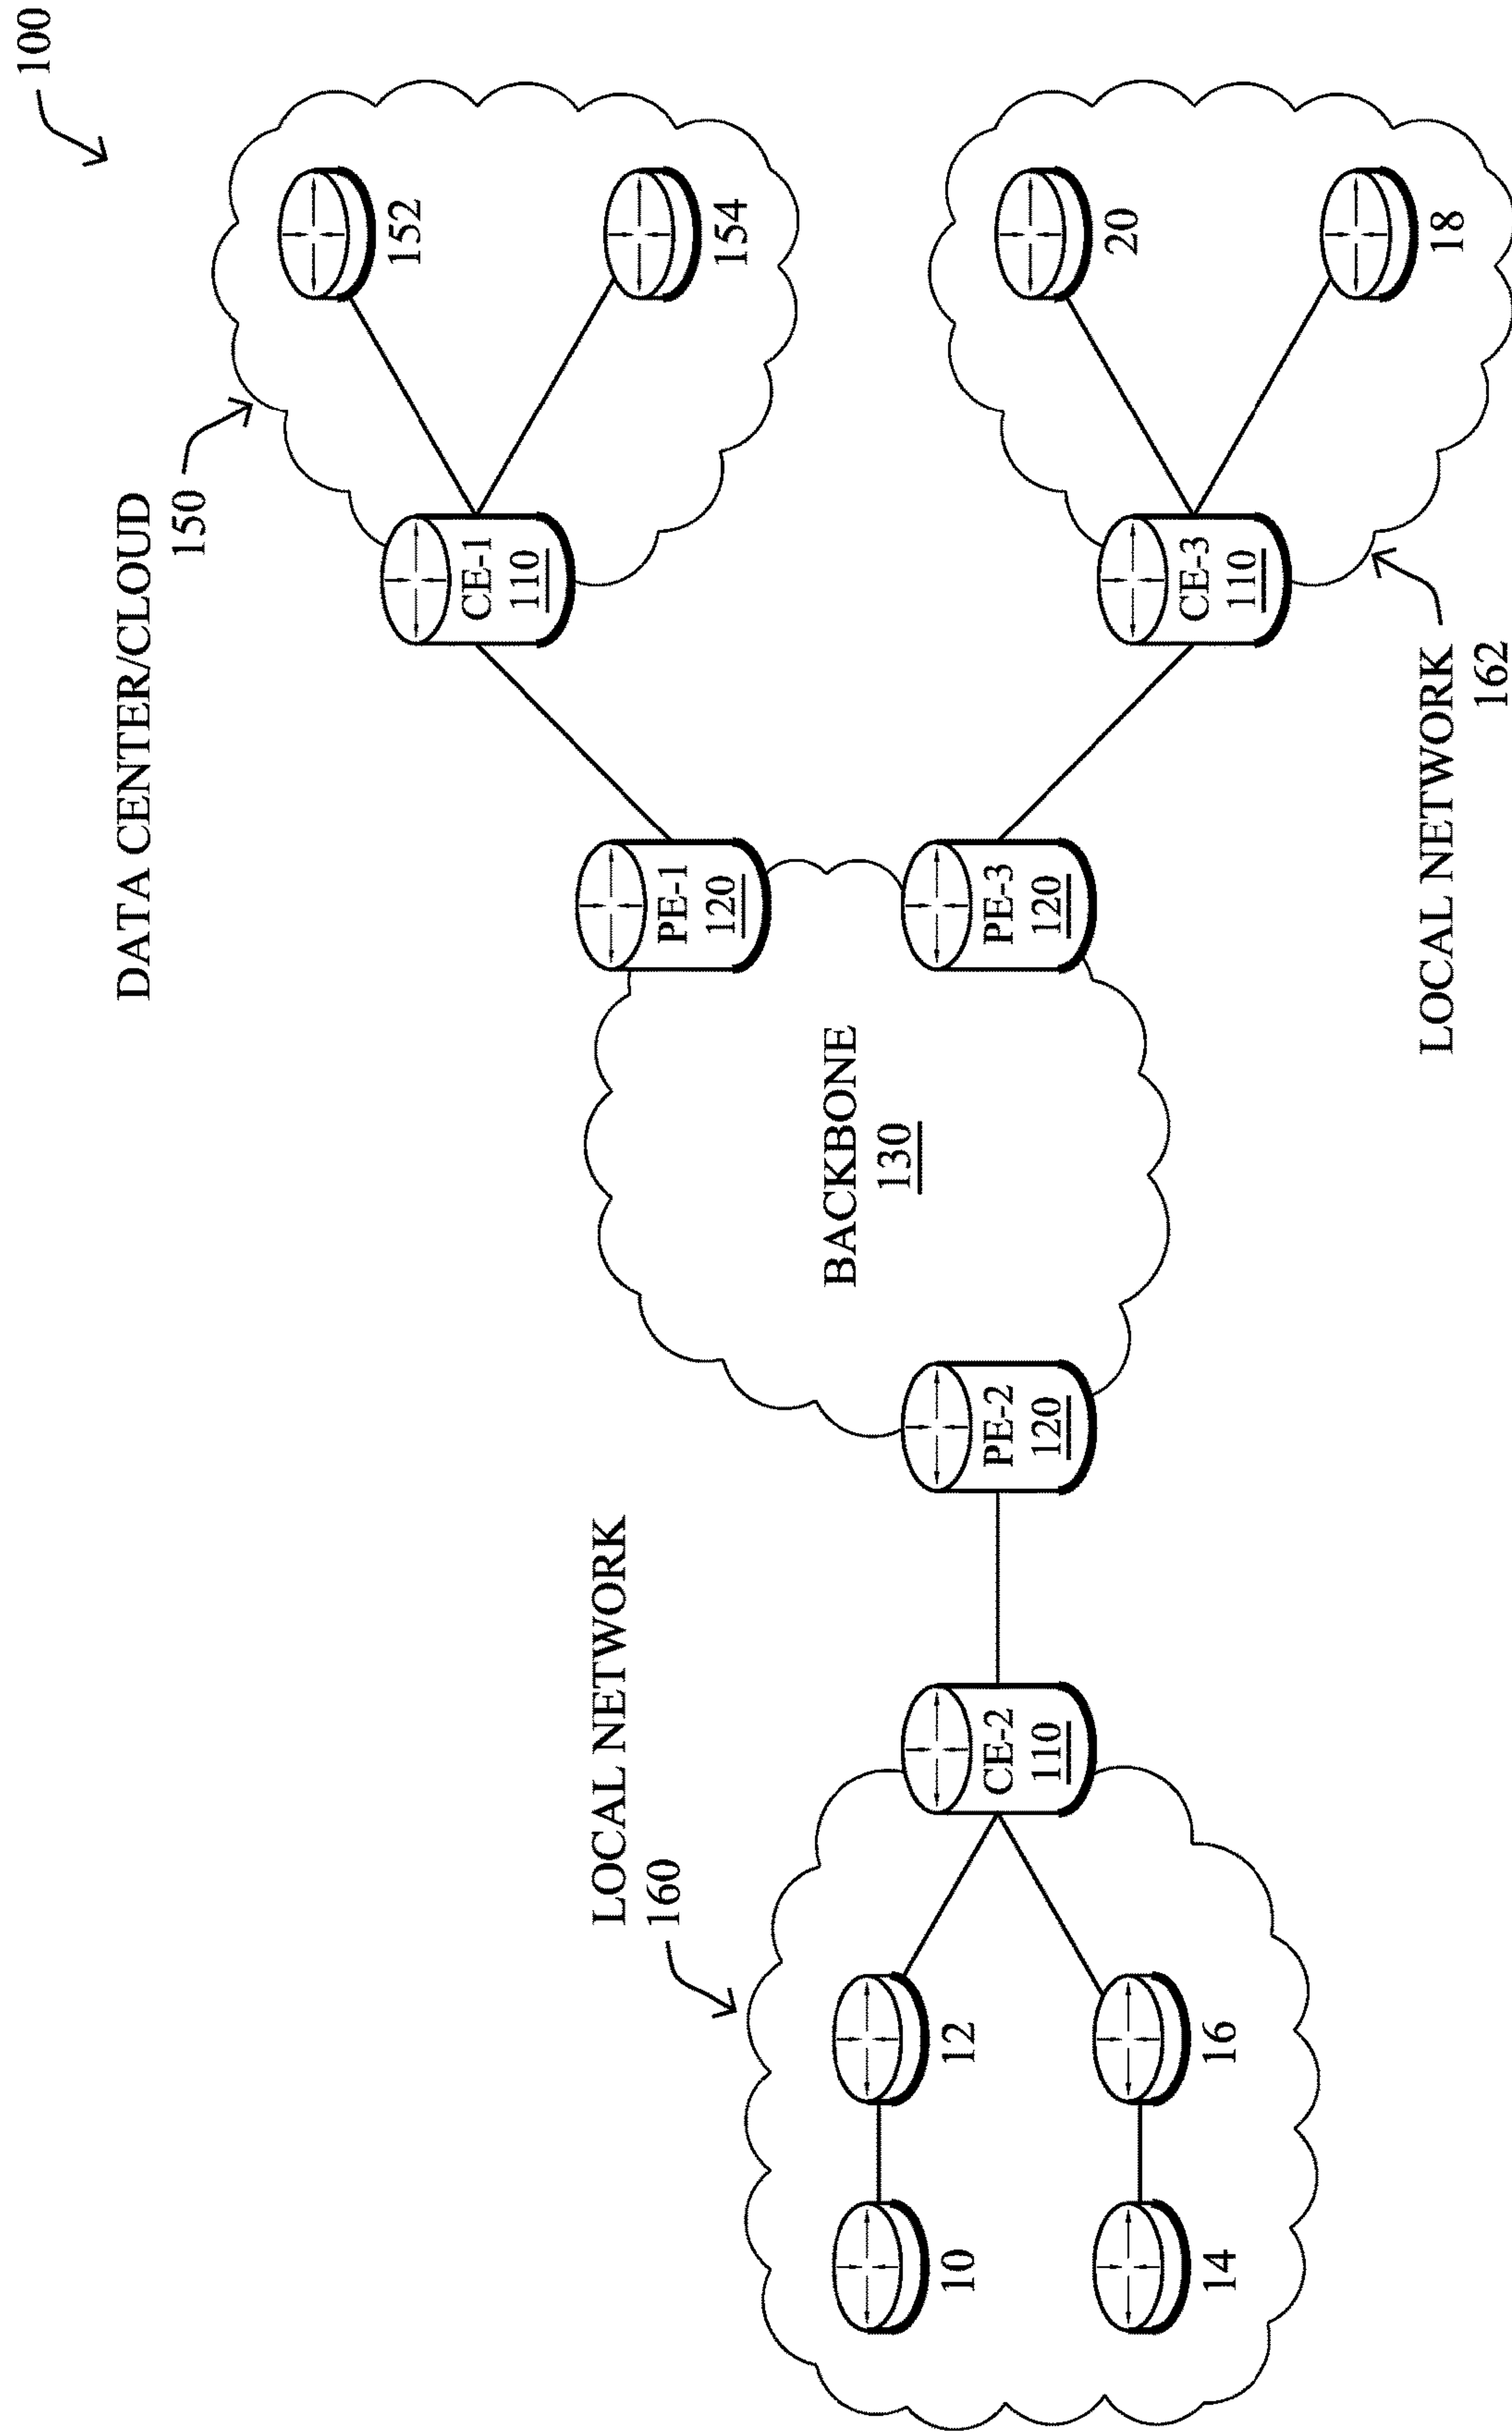 100
DATA CENTER/CLOUD
150
152
154
CE-1
110
PE-1
120
BACKBONE
130
PE-3
120
CE-3
110
20
18
LOCAL NETWORK
162
LOCAL NETWORK
160
PE-2
120
CE-2
110
12
10
16
14